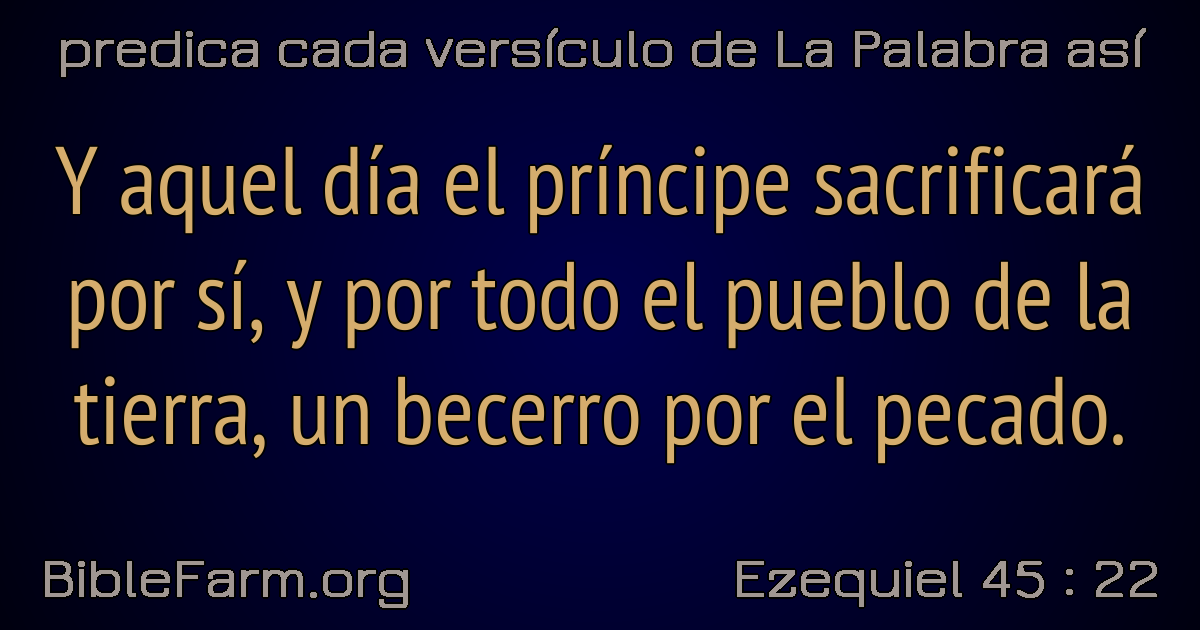 predica cada versículo de La Palabra así
Y aquel día el príncipe sacrificará
por sí, y por todo el pueblo de la
tierra, un becerro por el pecado.
BibleFarm.org
Ezequiel 45 : 22